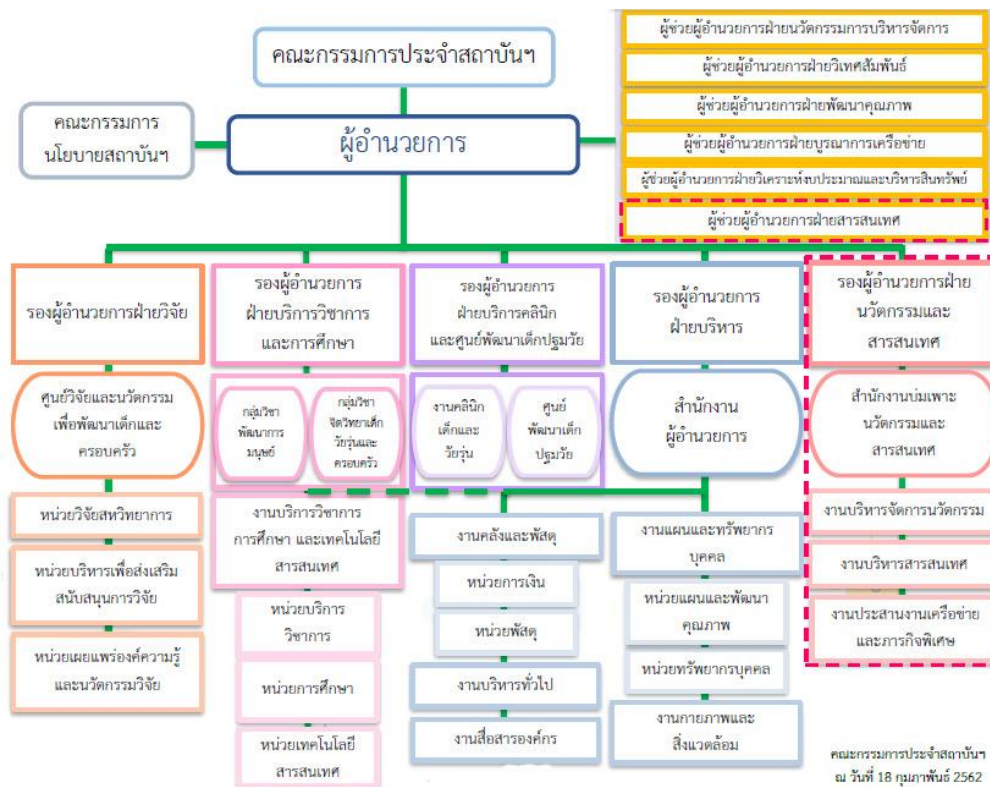 คณะกรรมการประจำสถาบันฯ
คณะกรรมการ
นโยบายสถาบันฯ
ผู้อำนวยการ
ผู้ช่วยผู้อำนวยการฝ่ายนวัตกรรมการบริหารจัดการ
ผู้ช่วยผู้อำนวยการฝ่ายวิเทศสัมพันธ์
ผู้ช่วยผู้อำนวยการฝ่ายพัฒนาคุณภาพ
ผู้ช่วยผู้อำนวยการฝ่ายบูรณาการเครือข่าย
ผู้ช่วยผู้อำนวยการฝ่ายวิเคราะห์งบประมาณและบริหารสินทรัพย์
ผู้ช่วยผู้อำนวยการฝ่ายสารสนเทศ
รองผู้อำนวยการฝ่ายวิจัย
ศูนย์วิจัยและนวัตกรรม
เพื่อพัฒนาเด็กและ
ครอบครัว
หน่วยวิจัยสหวิทยาการ
หน่วยบริหารเพื่อส่งเสริม
สนับสนุนการวิจัย
หน่วยเผยแพร่องค์ความรู้
และนวัตกรรมวิจัย
รองผู้อำนวยการ
ฝ่ายบริการวิชาการ
และการศึกษา
กลุ่มวิชา
พัฒนาการ
มนุษย์
กลุ่มวิชา
จิตวิทยาเด็ก
วัยรุ่นและ
ครอบครัว
งานบริการวิชาการ
การศึกษา และเทคโนโลยี
สารสนเทศ
หน่วยบริการ
วิชาการ
หน่วยการศึกษา
หน่วยเทคโนโลยี
สารสนเทศ
รองผู้อำนวยการ
ฝ่ายบริการคลินิก
และศูนย์พัฒนาเด็กปฐมวัย
งานคลินิก
เด็กและ
วัยรุ่น
ศูนย์
พัฒนาเด็ก
ปฐมวัย
รองผู้อำนวยการ
ฝ่ายบริหาร
สำนักงาน
ผู้อำนวยการ
งานคลังและพัสดุ
หน่วยการเงิน
หน่วยพัสดุ
งานบริหารทั่วไป
งานสื่อสารองค์กร
งานแผนและทรัพยากร
บุคคล
หน่วยแผนและพัฒนา
คุณภาพ
หน่วยทรัพยากรบุคคล
งานกายภาพและ
สิ่งแวดล้อม
รองผู้อำนวยการฝ่าย
นวัตกรรมและ
สารสนเทศ
สำนักงานบ่มเพาะ
นวัตกรรมและ
สารสนเทศ
งานบริหารจัดการนวัตกรรม
งานบริหารสารสนเทศ
งานประสานงานเครือข่าย
และภารกิจพิเศษ
คณะกรรมการประจำสถาบันฯ
ณ วันที่ 18 กุมภาพันธ์ 2562